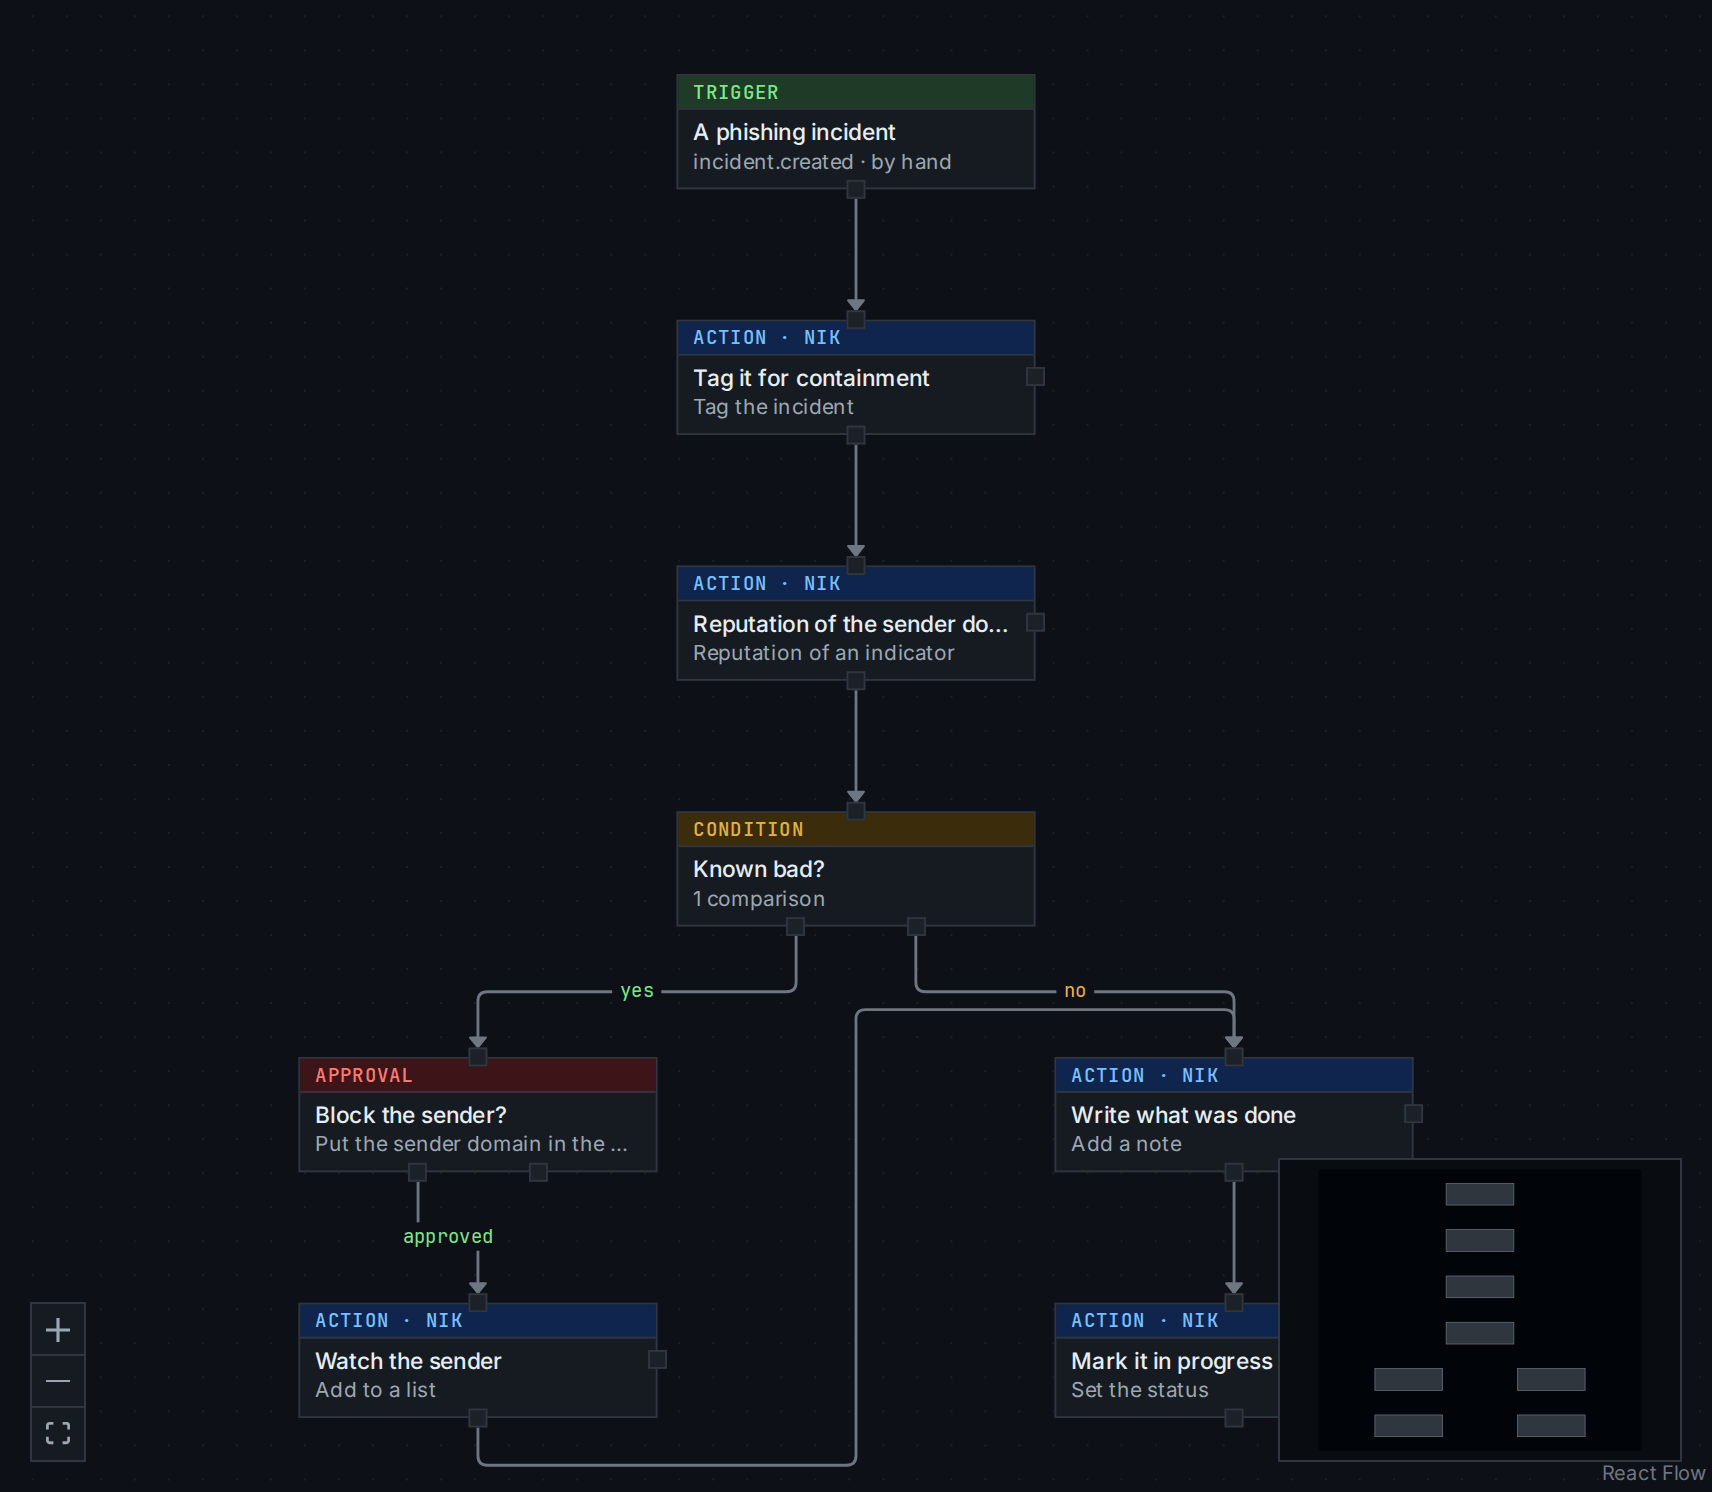 TRIGGER
A phishing incident
incident.created · by hand
ACTION · NIK
Tag it for containment
Tag the incident
ACTION · NIK
Reputation of the sender do...
Reputation of an indicator
CONDITION
Known bad?
1 comparison
yes
no
APPROVAL
Block the sender?
Put the sender domain in the ...
ACTION · NIK
Write what was done
Add a note
approved
ACTION · NIK
Watch the sender
Add to a list
ACTION · NIK
Mark it in progress
Set the status
React Flow